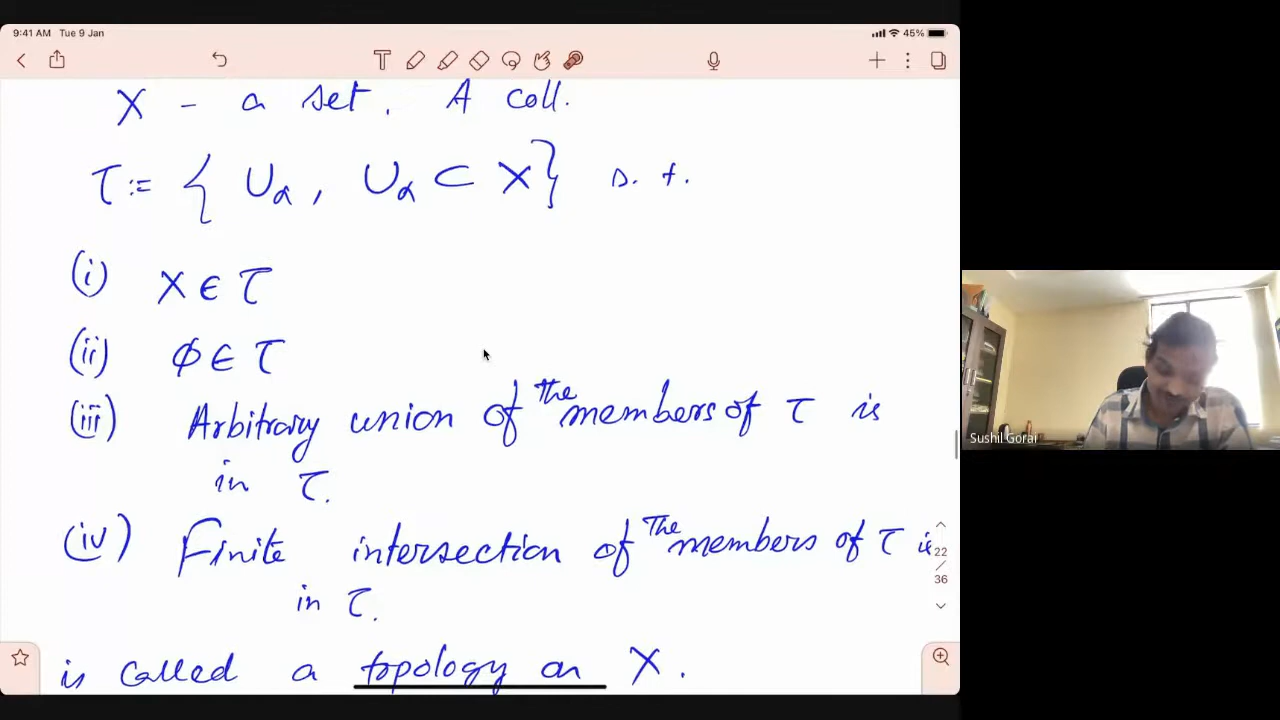 9:41 AM Tue 9 Jan
45%
X - a set. A coll.
τ := { U_α, U_α ⊂ X } s.t.
(i) X ∈ τ
(ii) ϕ ∈ τ
(iii) Arbitrary union of the members of τ is
in τ.
(iv) Finite intersection of the members of τ is
in τ.
is called a topology on X.
22
/
36
Sushil Gorai